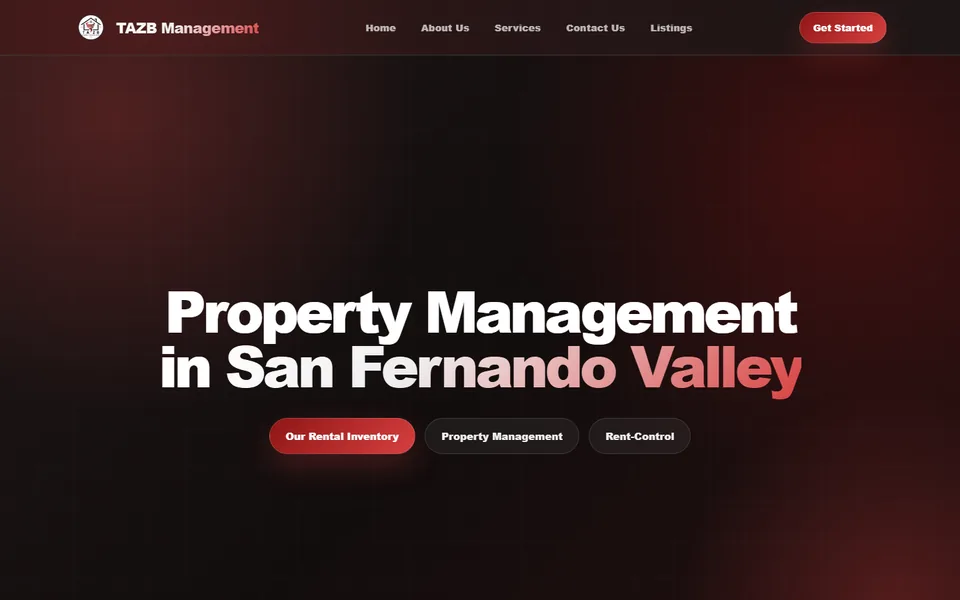 TAZB Management
Home
About Us
Services
Contact Us
Listings
Get Started
Property Management
in San Fernando Valley
Our Rental Inventory
Property Management
Rent-Control